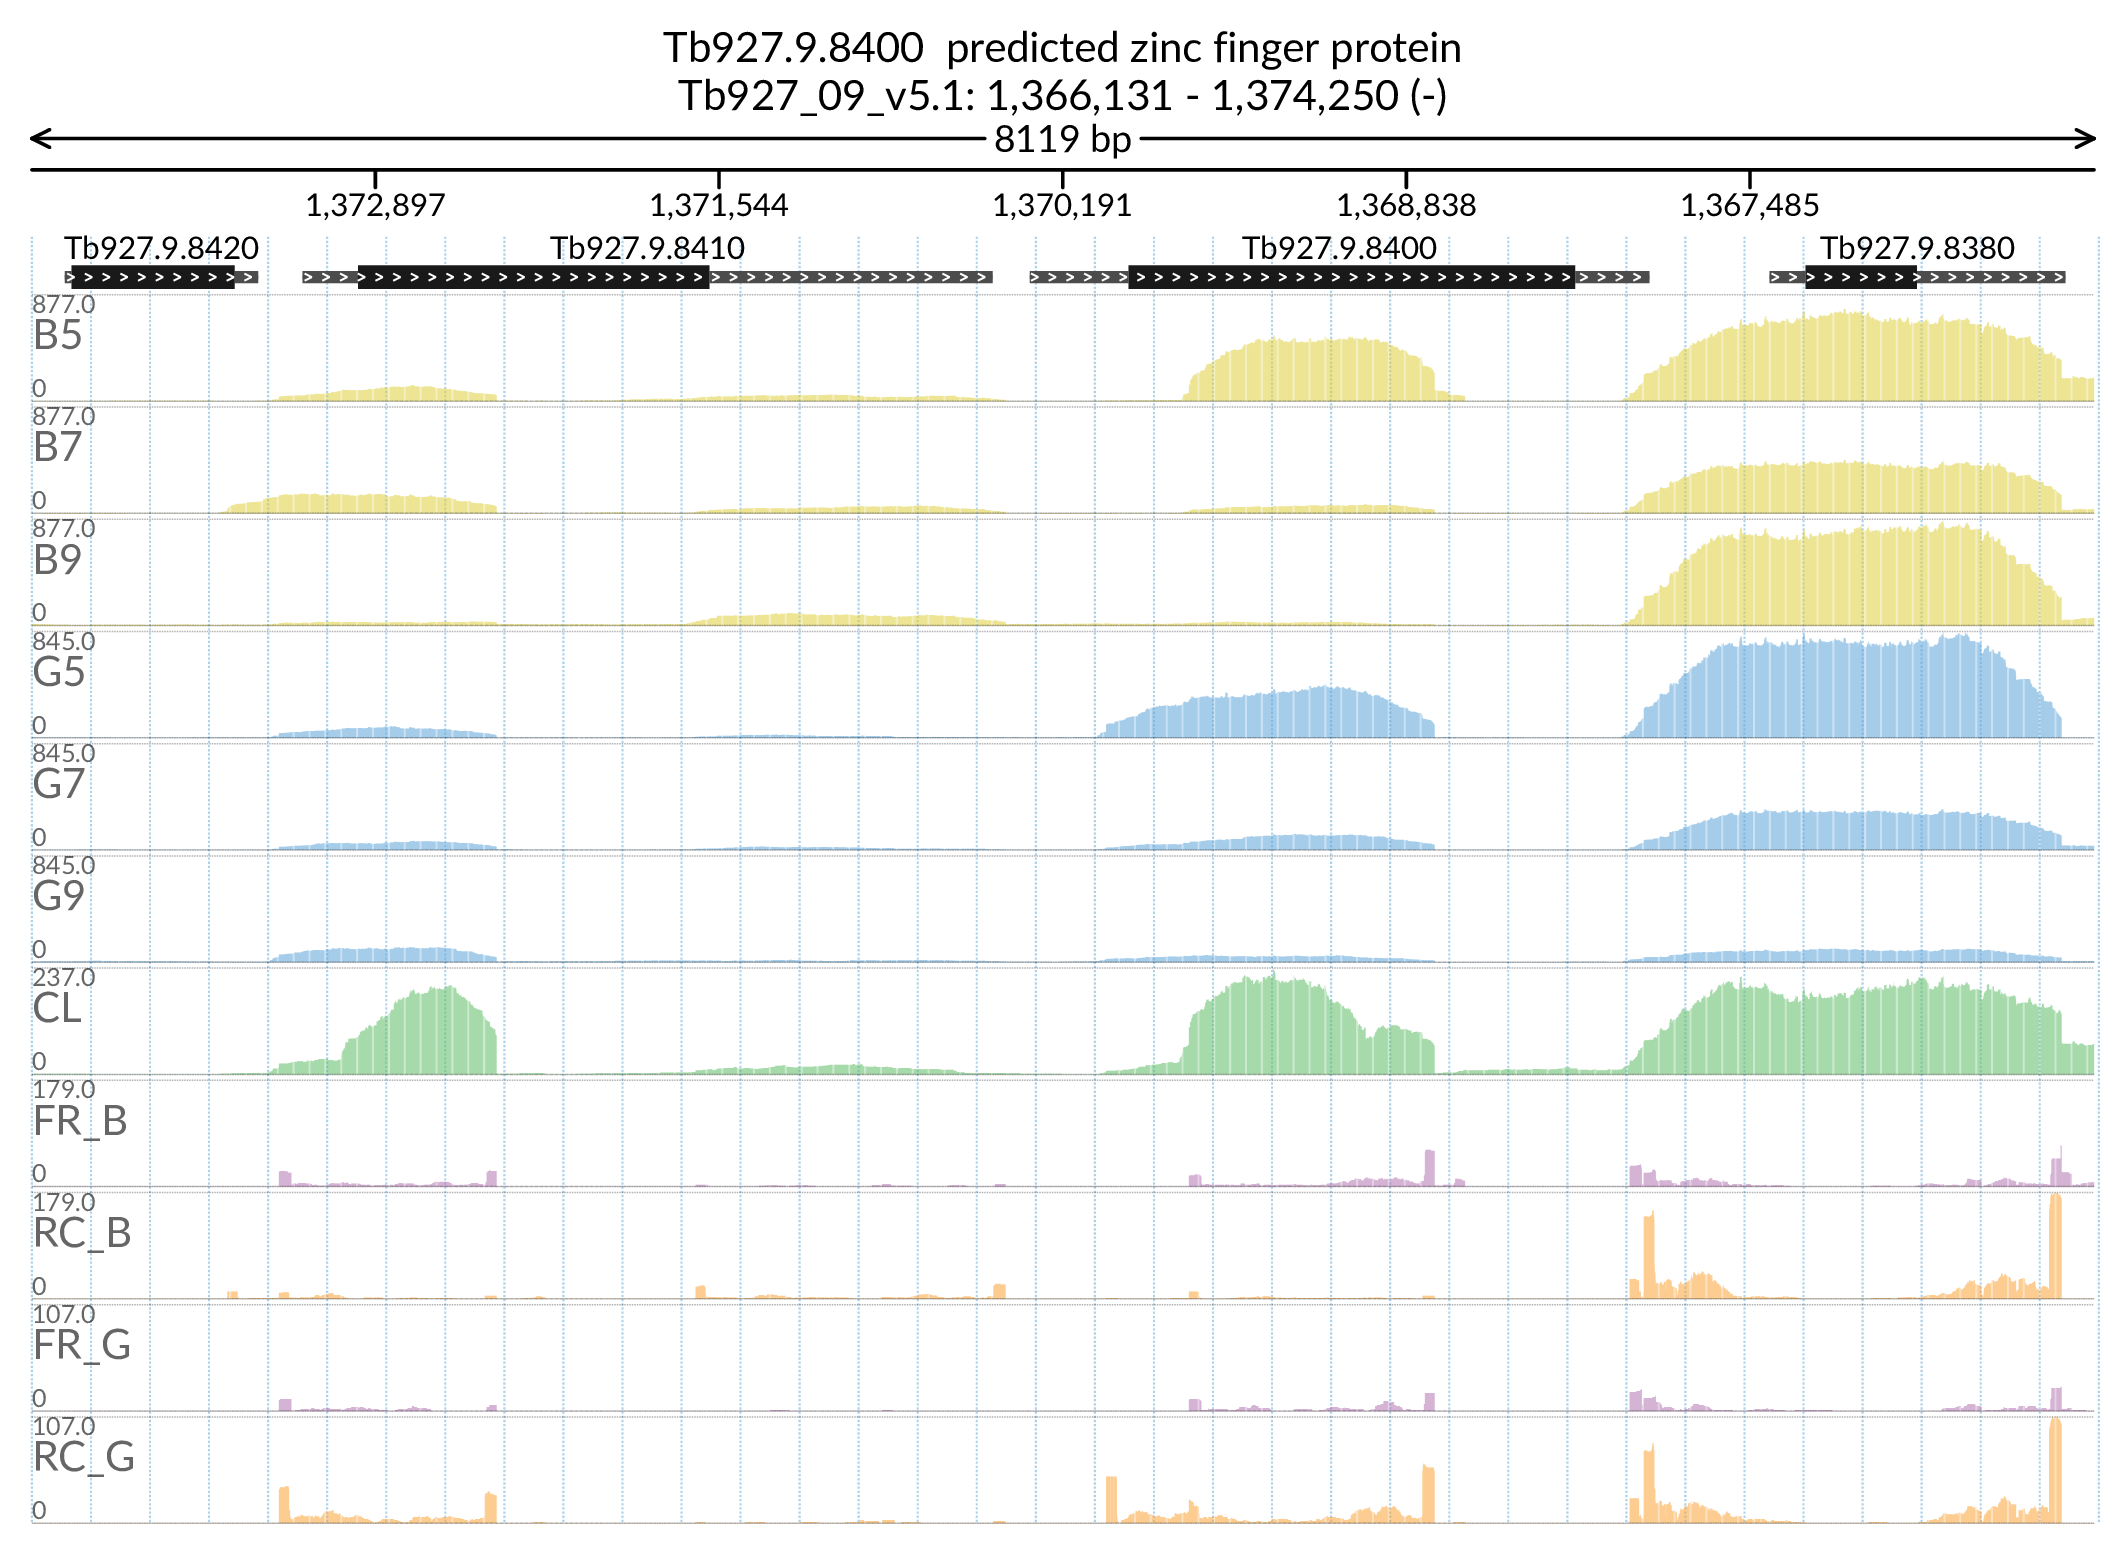 Tb927.9.8400  predicted zinc finger protein
Tb927_09_v5.1: 1,366,131 - 1,374,250 (-)
8119 bp
1,372,897 1,371,544 1,370,191 1,368,838 1,367,485
Tb927.9.8420 Tb927.9.8410 Tb927.9.8400 Tb927.9.8380
877.0
B5
0
877.0
B7
0
877.0
B9
0
845.0
G5
0
845.0
G7
0
845.0
G9
0
237.0
CL
0
179.0
FR_B
0
179.0
RC_B
0
107.0
FR_G
0
107.0
RC_G
0